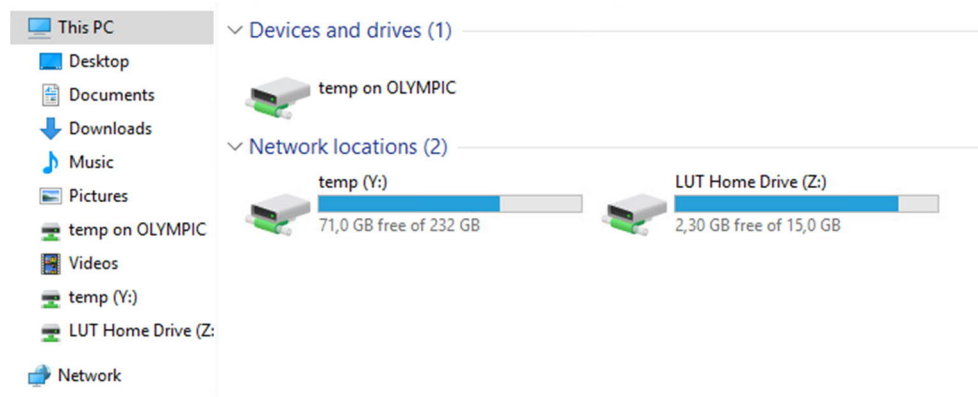 This PC
Desktop
Documents
Downloads
Music
Pictures
temp on OLYMPIC
Videos
temp (Y:)
LUT Home Drive (Z:
Network
Devices and drives (1)
temp on OLYMPIC
Network locations (2)
temp (Y:)
71,0 GB free of 232 GB
LUT Home Drive (Z:)
2,30 GB free of 15,0 GB